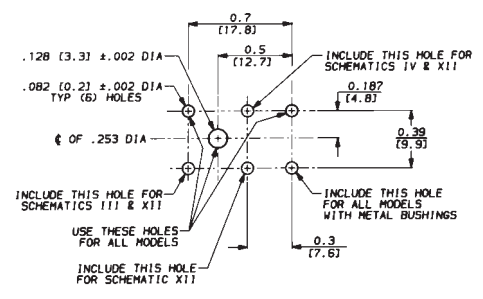 0.7
[17.8]
0.5
[12.7]
.128 [3.3] ±.002 DIA
INCLUDE THIS HOLE FOR
SCHEMATICS IV & XII
.082 [0.2] ±.002 DIA
TYP (6) HOLES
0.187
[4.8]
℄ OF .253 DIA
0.39
[9.9]
INCLUDE THIS HOLE FOR
SCHEMATICS III & XII
INCLUDE THIS HOLE
FOR ALL MODELS
WITH METAL BUSHINGS
USE THESE HOLES
FOR ALL MODELS
0.3
[7.6]
INCLUDE THIS HOLE
FOR SCHEMATIC XII